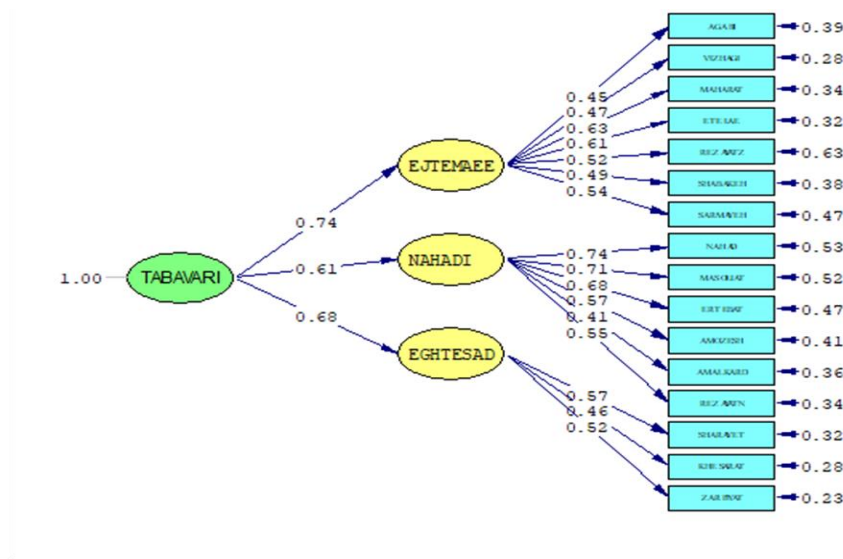 AGAHI
0.39
VIZHAGI
0.28
0.45
MAHARAT
0.34
0.47
0.63
0.32
0.61
EJTEMAEE
0.52
0.63
0.49
SHABAKEH
0.38
0.54
SARMAYEH
0.47
0.74
NAHAD
0.53
0.74
0.71
0.52
0.61
NAHADI
0.68
0.47
1.00
TABAVARI
0.57
AMOZESH
0.41
0.41
0.68
0.55
AMALKARD
0.36
EGHTESAD
0.34
0.57
0.32
0.46
KHESARAT
0.28
0.52
0.23